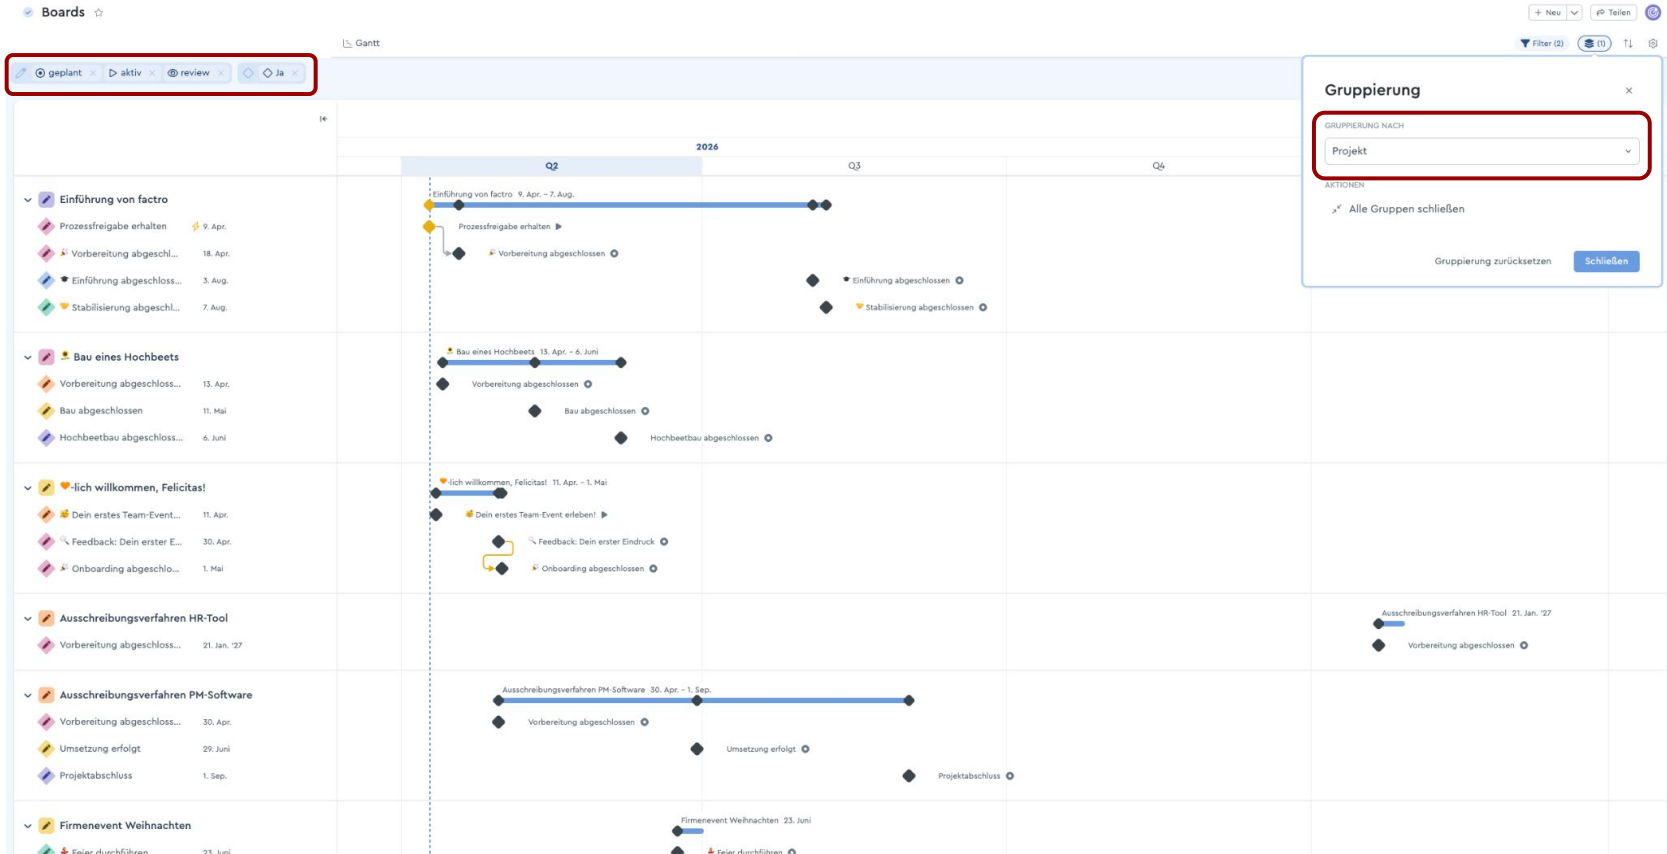 Boards
+ Neu
Teilen
Gantt
Filter (2)
(1)
geplant × aktiv × review × Ja ×
Gruppierung ×
GRUPPIERUNG NACH
Projekt
AKTIONEN
Alle Gruppen schließen
Gruppierung zurücksetzen
Schließen
2026
Q2 Q3 Q4
Einführung von factro
Einführung von factro 9. Apr. – 7. Aug.
Prozessfreigabe erhalten 9. Apr.
Prozessfreigabe erhalten
Vorbereitung abgeschl... 18. Apr.
Vorbereitung abgeschlossen
Einführung abgeschloss... 3. Aug.
Einführung abgeschlossen
Stabilisierung abgeschl... 7. Aug.
Stabilisierung abgeschlossen
Bau eines Hochbeets
Bau eines Hochbeets 13. Apr. – 6. Juni
Vorbereitung abgeschloss... 13. Apr.
Vorbereitung abgeschlossen
Bau abgeschlossen 11. Mai
Bau abgeschlossen
Hochbeetbau abgeschloss... 6. Juni
Hochbeetbau abgeschlossen
🧡-lich willkommen, Felicitas!
🧡-lich willkommen, Felicitas! 11. Apr. – 1. Mai
Dein erstes Team-Event... 11. Apr.
Dein erstes Team-Event erleben!
Feedback: Dein erster E... 30. Apr.
Feedback: Dein erster Eindruck
Onboarding abgeschlo... 1. Mai
Onboarding abgeschlossen
Ausschreibungsverfahren HR-Tool
Ausschreibungsverfahren HR-Tool 21. Jan. '27
Vorbereitung abgeschloss... 21. Jan. '27
Vorbereitung abgeschlossen
Ausschreibungsverfahren PM-Software
Ausschreibungsverfahren PM-Software 30. Apr. – 1. Sep.
Vorbereitung abgeschloss... 30. Apr.
Vorbereitung abgeschlossen
Umsetzung erfolgt 29. Juni
Umsetzung erfolgt
Projektabschluss 1. Sep.
Projektabschluss
Firmenevent Weihnachten
Firmenevent Weihnachten 23. Juni
Feier durchführen 23. Juni
Feier durchführen